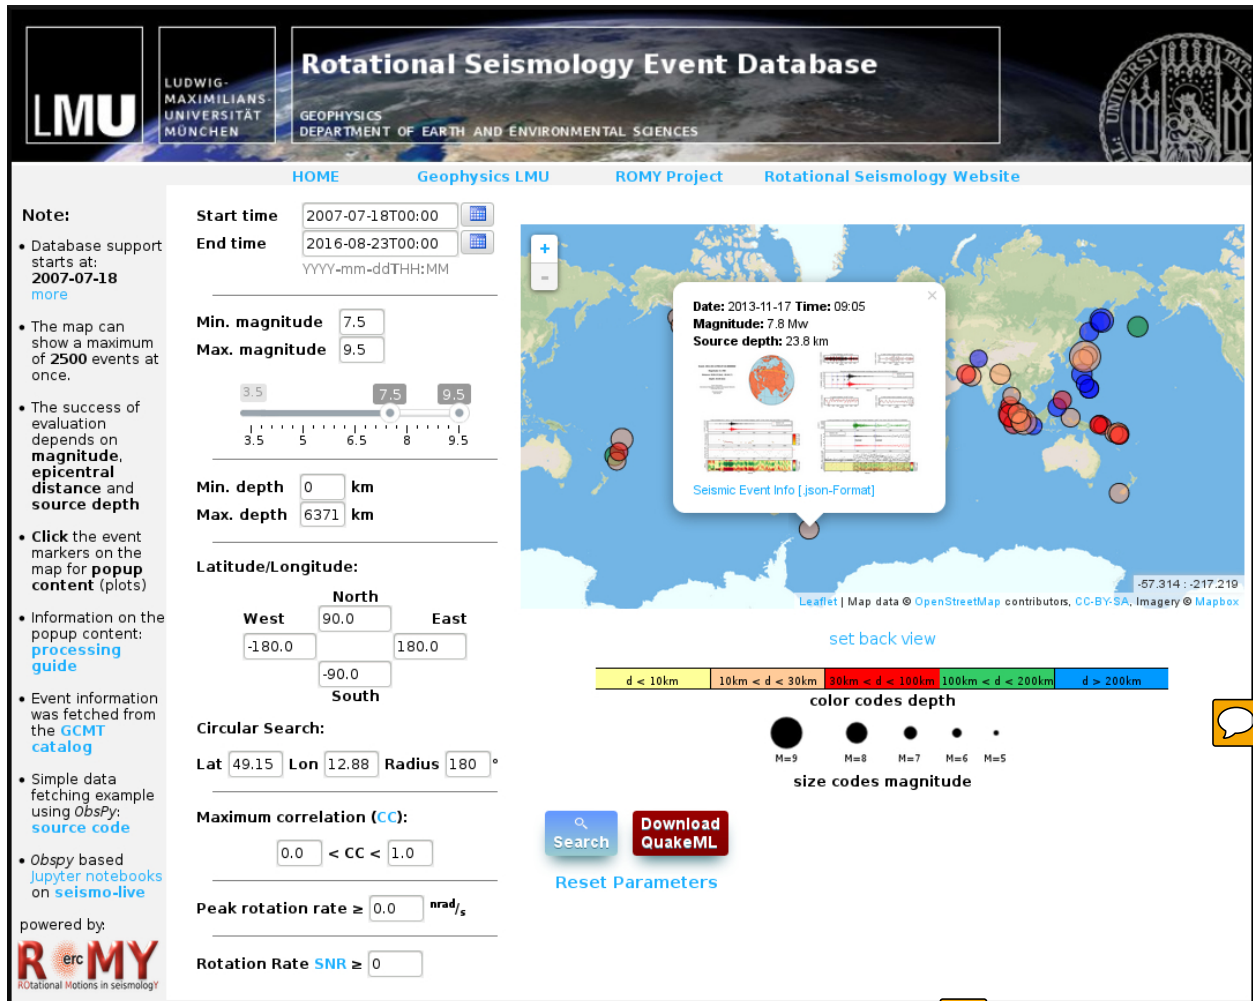 LMU
LUDWIG-
MAXIMILIANS-
UNIVERSITÄT
MÜNCHEN
Rotational Seismology Event Database
GEOPHYSICS
DEPARTMENT OF EARTH AND ENVIRONMENTAL SCIENCES
HOME Geophysics LMU ROMY Project Rotational Seismology Website
Note:
• Database support
starts at:
2007-07-18
more
• The map can
show a maximum
of 2500 events at
once.
• The success of
evaluation
depends on
magnitude,
epicentral
distance and
source depth
• Click the event
markers on the
map for popup
content (plots)
• Information on the
popup content:
processing
guide
• Event information
was fetched from
the GCMT
catalog
• Simple data
fetching example
using ObsPy:
source code
• Obspy based
Jupyter notebooks
on seismo-live
powered by:
ROMY
erc
ROtational Motions in seismologY
Start time 2007-07-18T00:00
End time 2016-08-23T00:00
YYYY-mm-ddTHH:MM
Min. magnitude 7.5
Max. magnitude 9.5
3.5 7.5 9.5
3.5 5 6.5 8 9.5
Min. depth 0 km
Max. depth 6371 km
Latitude/Longitude:
North
West 90.0 East
-180.0 180.0
-90.0
South
Circular Search:
Lat 49.15 Lon 12.88 Radius 180 °
Maximum correlation (CC):
0.0 < CC < 1.0
Peak rotation rate ≥ 0.0 nrad/s
Rotation Rate SNR ≥ 0
+
-
×
Date: 2013-11-17 Time: 09:05
Magnitude: 7.8 Mw
Source depth: 23.8 km
Seismic Event Info [.json-Format]
-57.314 : -217.219
Leaflet | Map data © OpenStreetMap contributors, CC-BY-SA, Imagery © Mapbox
set back view
d < 10km 10km < d < 30km 30km < d < 100km 100km < d < 200km d > 200km
color codes depth
M=9 M=8 M=7 M=6 M=5
size codes magnitude
Search
Download
QuakeML
Reset Parameters